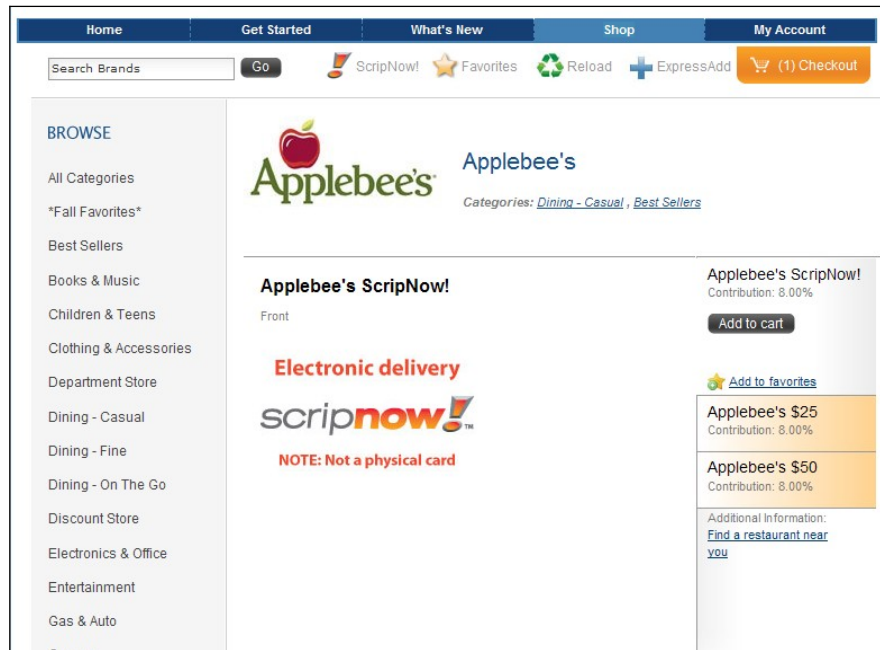 Home Get Started What's New Shop My Account
Search Brands Go ScripNow! Favorites Reload ExpressAdd (1) Checkout
BROWSE
All Categories
*Fall Favorites*
Best Sellers
Books & Music
Children & Teens
Clothing & Accessories
Department Store
Dining - Casual
Dining - Fine
Dining - On The Go
Discount Store
Electronics & Office
Entertainment
Gas & Auto
Applebee's
Applebee's
Categories: Dining - Casual , Best Sellers
Applebee's ScripNow!
Front
Electronic delivery
scripnow!™
NOTE: Not a physical card
Applebee's ScripNow!
Contribution: 8.00%
Add to cart
Add to favorites
Applebee's $25
Contribution: 8.00%
Applebee's $50
Contribution: 8.00%
Additional Information:
Find a restaurant near
you